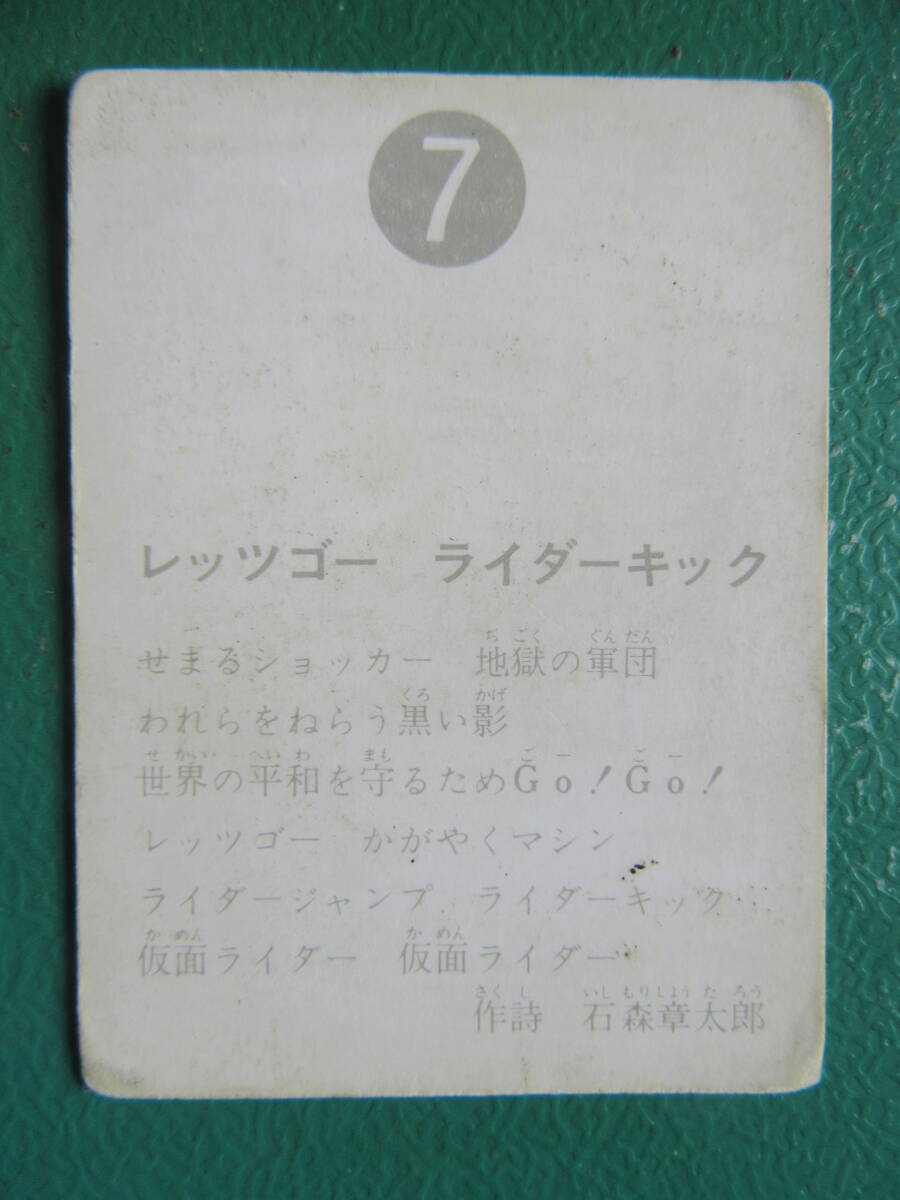 7
レッツゴー　ライダーキック
せまるショッカー　地獄の軍団
われらをねらう黒い影
世界の平和を守るためGo！Go！
レッツゴー　かがやくマシン
ライダージャンプ　ライダーキック
仮面ライダー　仮面ライダー
作詩　石森章太郎